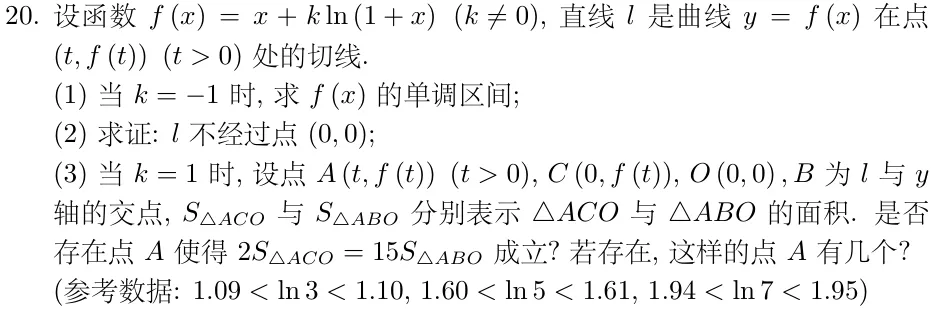 20. 设函数 f (x) = x + k ln (1 + x) (k ≠ 0), 直线 l 是曲线 y = f (x) 在点
(t, f (t)) (t > 0) 处的切线.
(1) 当 k = −1 时, 求 f (x) 的单调区间;
(2) 求证: l 不经过点 (0, 0);
(3) 当 k = 1 时, 设点 A (t, f (t)) (t > 0), C (0, f (t)), O (0, 0) , B 为 l 与 y
轴的交点, S△ACO 与 S△ABO 分别表示 △ACO 与 △ABO 的面积. 是否
存在点 A 使得 2S△ACO = 15S△ABO 成立? 若存在, 这样的点 A 有几个?
(参考数据: 1.09 < ln 3 < 1.10, 1.60 < ln 5 < 1.61, 1.94 < ln 7 < 1.95)